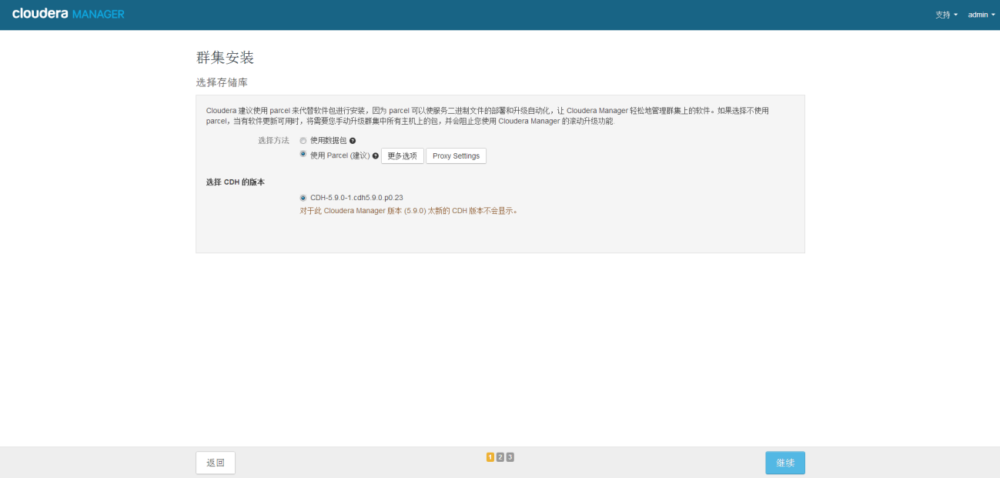 cloudera MANAGER
支持 admin
群集安装
选择存储库
Cloudera 建议使用 parcel 来代替软件包进行安装，因为 parcel 可以使服务二进制文件的部署和升级自动化，让 Cloudera Manager 轻松地管理群集上的软件。如果选择不使用
parcel，当有软件更新可用时，将需要您手动升级群集中所有主机上的包，并会阻止您使用 Cloudera Manager 的滚动升级功能.
选择方法 使用数据包 ?
使用 Parcel (建议) ? 更多选项 Proxy Settings
选择 CDH 的版本
CDH-5.9.0-1.cdh5.9.0.p0.23
对于此 Cloudera Manager 版本 (5.9.0) 太新的 CDH 版本不会显示。
返回 1 2 3 继续